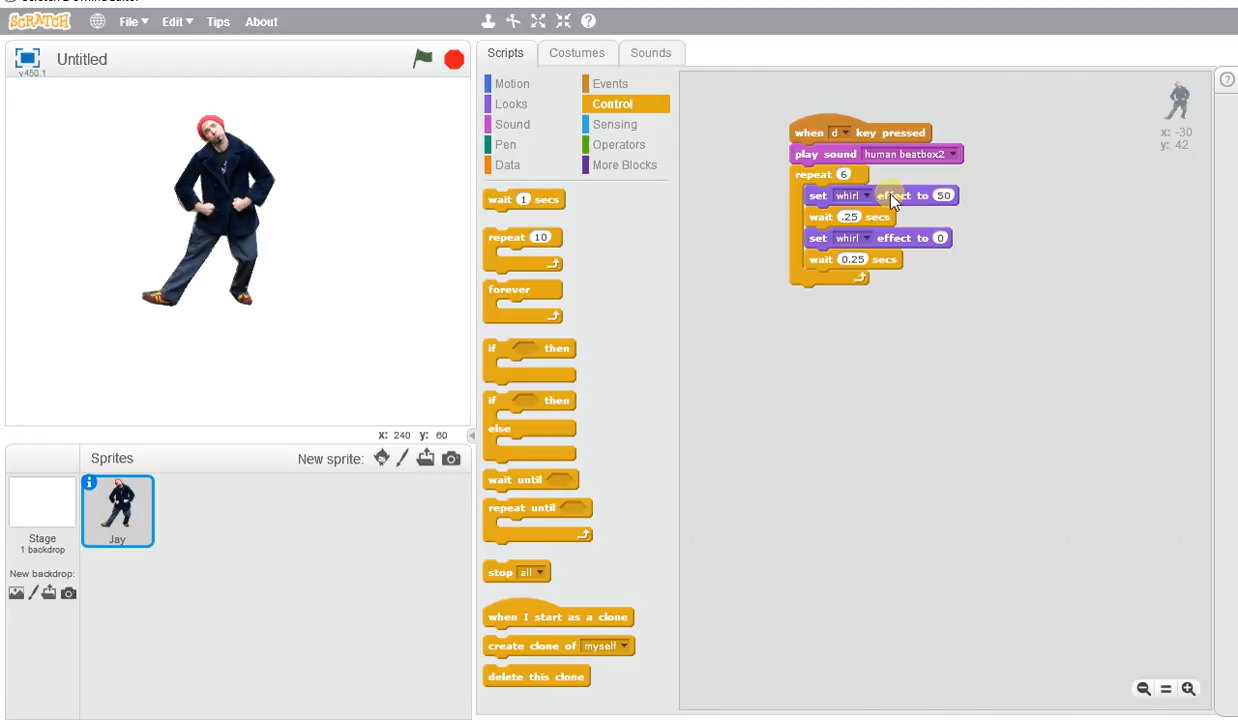 SCRATCH File Edit Tips About
v450.1 Untitled
x: 240 y: 60
Sprites New sprite:
Stage
1 backdrop
New backdrop:
Jay
Scripts Costumes Sounds
Motion Events
Looks Control
Sound Sensing
Pen Operators
Data More Blocks
wait 1 secs
repeat 10
forever
if then
if then
else
wait until
repeat until
stop all
when I start as a clone
create clone of myself
delete this clone
when d key pressed
play sound human beatbox2
repeat 6
set whirl effect to 50
wait .25 secs
set whirl effect to 0
wait 0.25 secs
x: -30
y: 42